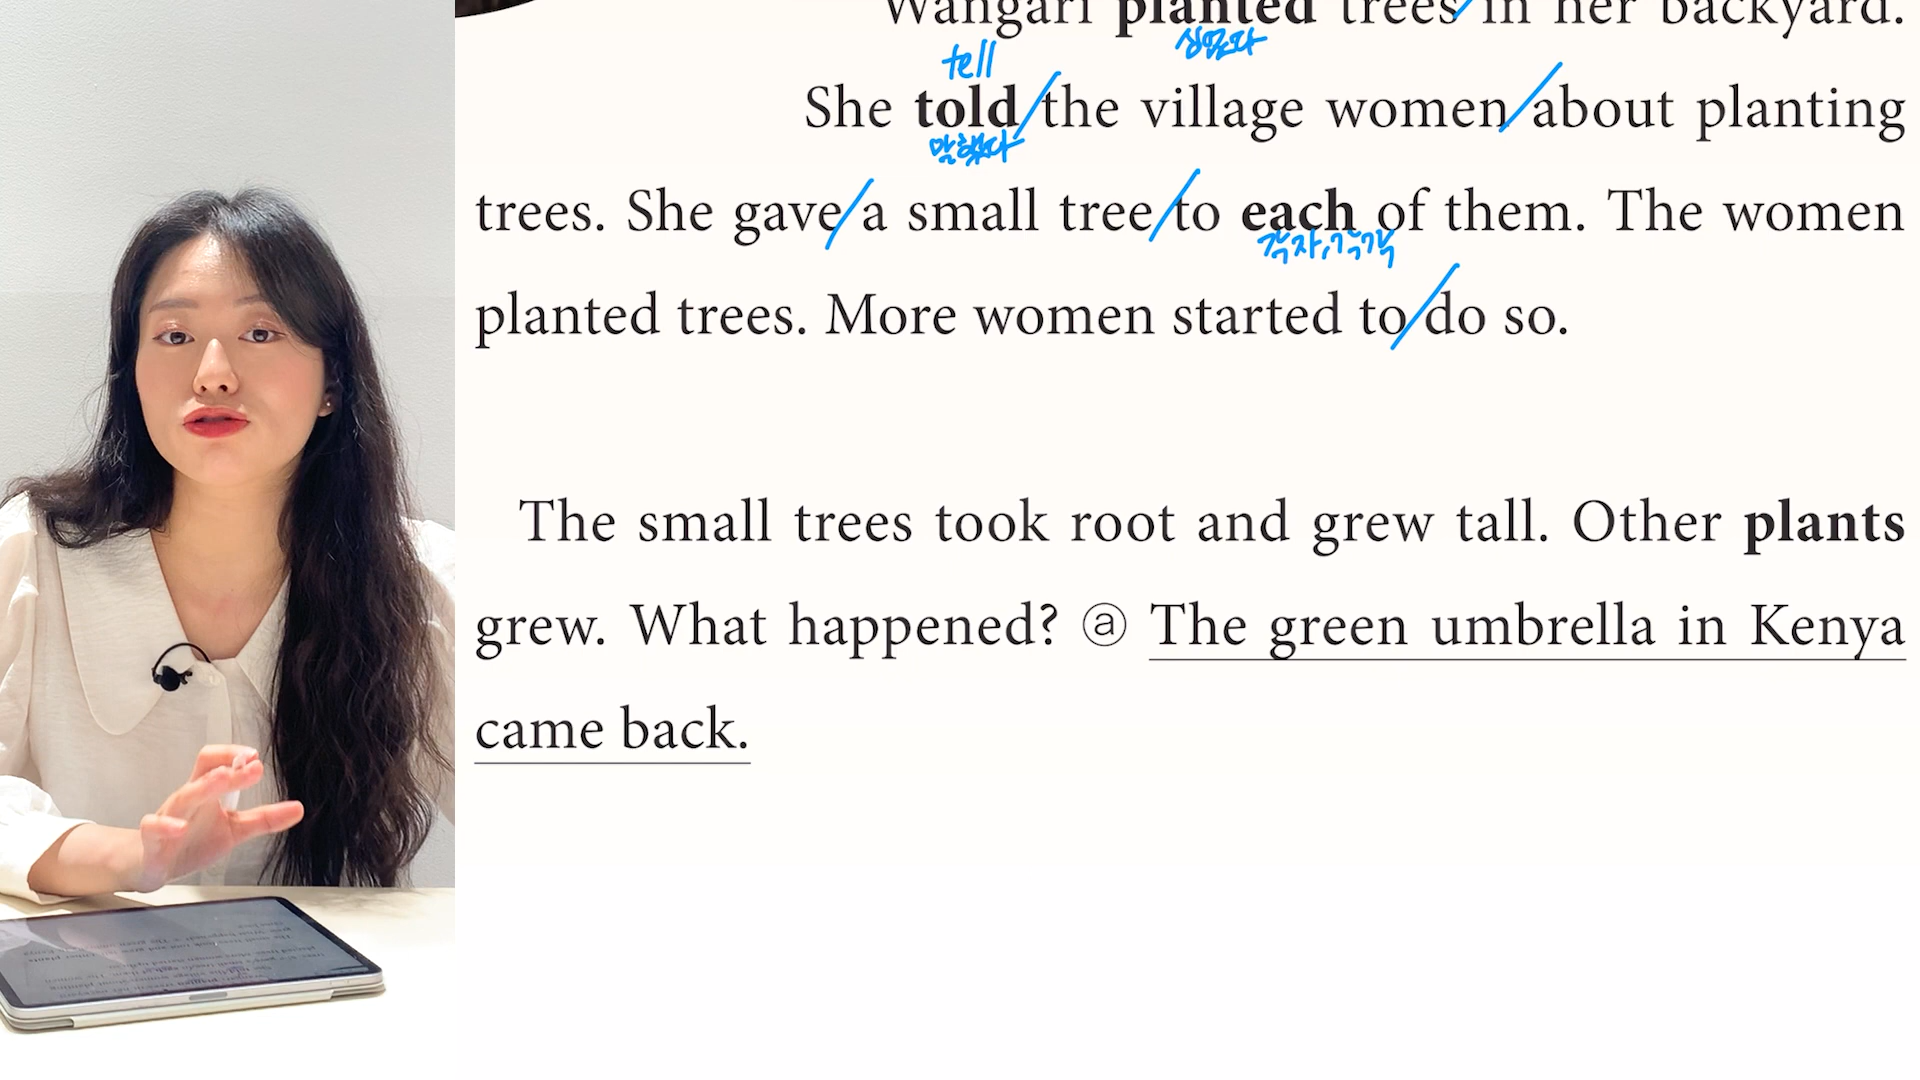 Wangari planted trees in her backyard.
심었다
tell
She told the village women about planting
말했다
trees. She gave a small tree to each of them. The women
각자, 각각
planted trees. More women started to do so.
The small trees took root and grew tall. Other plants
grew. What happened? ⓐ The green umbrella in Kenya
came back.